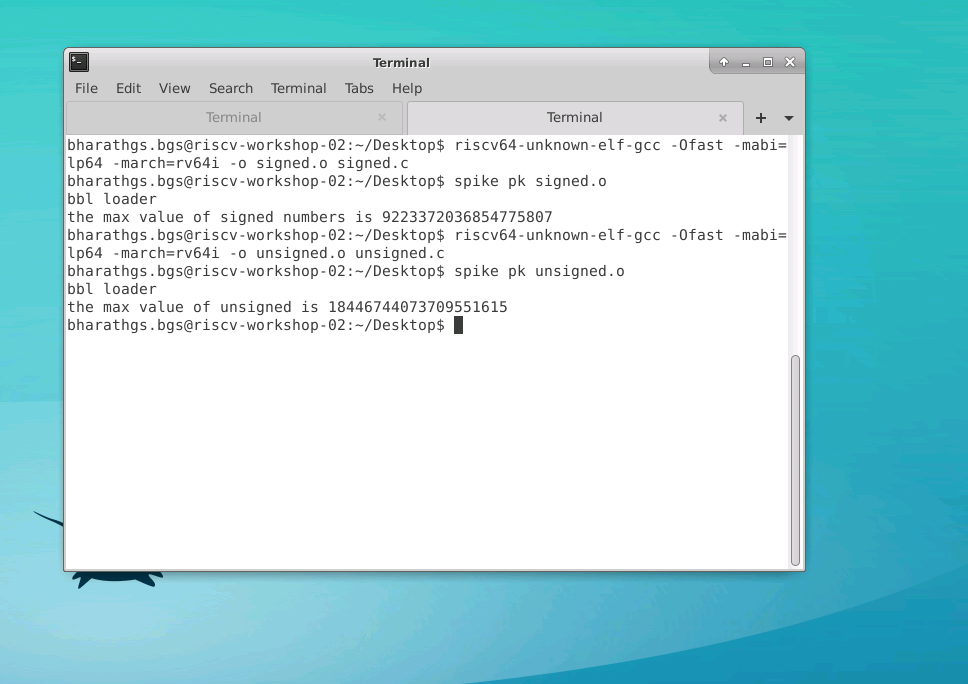 Terminal
File Edit View Search Terminal Tabs Help
Terminal Terminal
bharathgs.bgs@riscv-workshop-02:~/Desktop$ riscv64-unknown-elf-gcc -Ofast -mabi=
lp64 -march=rv64i -o signed.o signed.c
bharathgs.bgs@riscv-workshop-02:~/Desktop$ spike pk signed.o
bbl loader
the max value of signed numbers is 9223372036854775807
bharathgs.bgs@riscv-workshop-02:~/Desktop$ riscv64-unknown-elf-gcc -Ofast -mabi=
lp64 -march=rv64i -o unsigned.o unsigned.c
bharathgs.bgs@riscv-workshop-02:~/Desktop$ spike pk unsigned.o
bbl loader
the max value of unsigned is 18446744073709551615
bharathgs.bgs@riscv-workshop-02:~/Desktop$